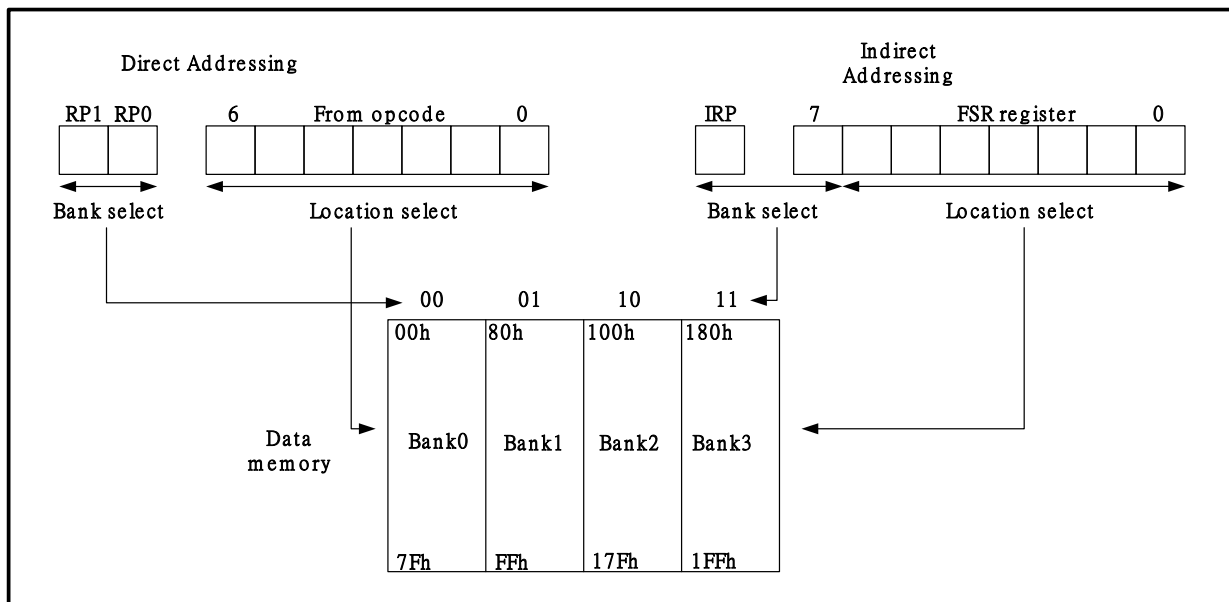 Direct Addressing
Indirect
Addressing
RP1 RP0
6 From opcode 0
IRP
7 FSR register 0
Bank select
Location select
Bank select
Location select
00 01 10 11
00h 80h 100h 180h
Data
memory
Bank0 Bank1 Bank2 Bank3
7Fh FFh 17Fh 1FFh